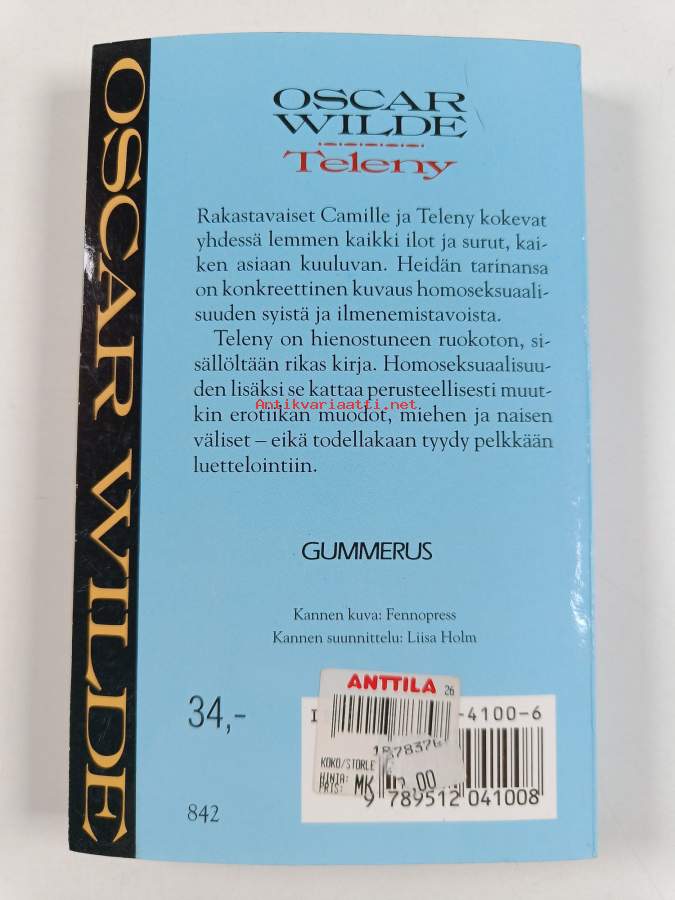 OSCAR WILDE
OSCAR
WILDE
Teleny
Rakastavaiset Camille ja Teleny kokevat
yhdessä lemmen kaikki ilot ja surut, kai-
ken asiaan kuuluvan. Heidän tarinansa
on konkreettinen kuvaus homoseksuaali-
suuden syistä ja ilmenemistavoista.
Teleny on hienostuneen ruokoton, si-
sällöltään rikas kirja. Homoseksuaalisuu-
den lisäksi se kattaa perusteellisesti muut-
Antikvariaatti.net
kin erotiikan muodot, miehen ja naisen
väliset – eikä todellakaan tyydy pelkkään
luettelointiin.
GUMMERUS
Kannen kuva: Fennopress
Kannen suunnittelu: Liisa Holm
34,-
ANTTILA 26
-4100-6
KOKO/STORLE
HINTA:
PRIS: MK
9 789512 041008
842